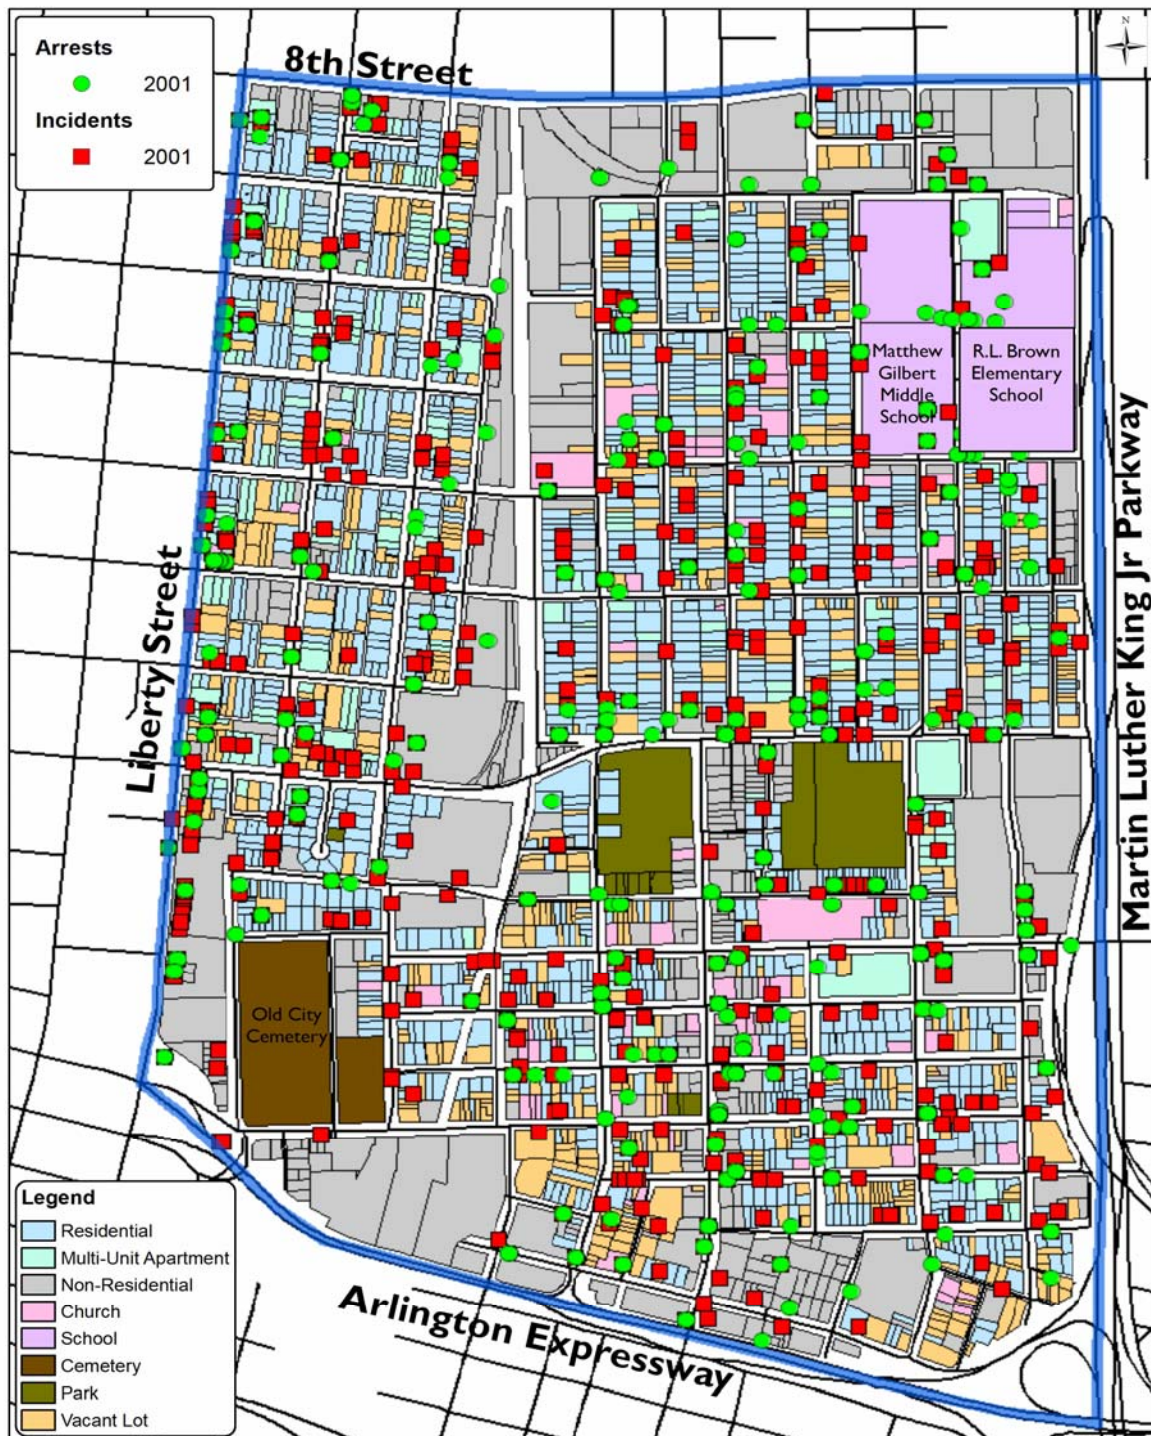 Arrests
2001
Incidents
2001
8th Street
N
Matthew
Gilbert
Middle
School
R.L. Brown
Elementary
School
Martin Luther King Jr Parkway
Liberty Street
Old City
Cemetery
Arlington Expressway
Legend
Residential
Multi-Unit Apartment
Non-Residential
Church
School
Cemetery
Park
Vacant Lot